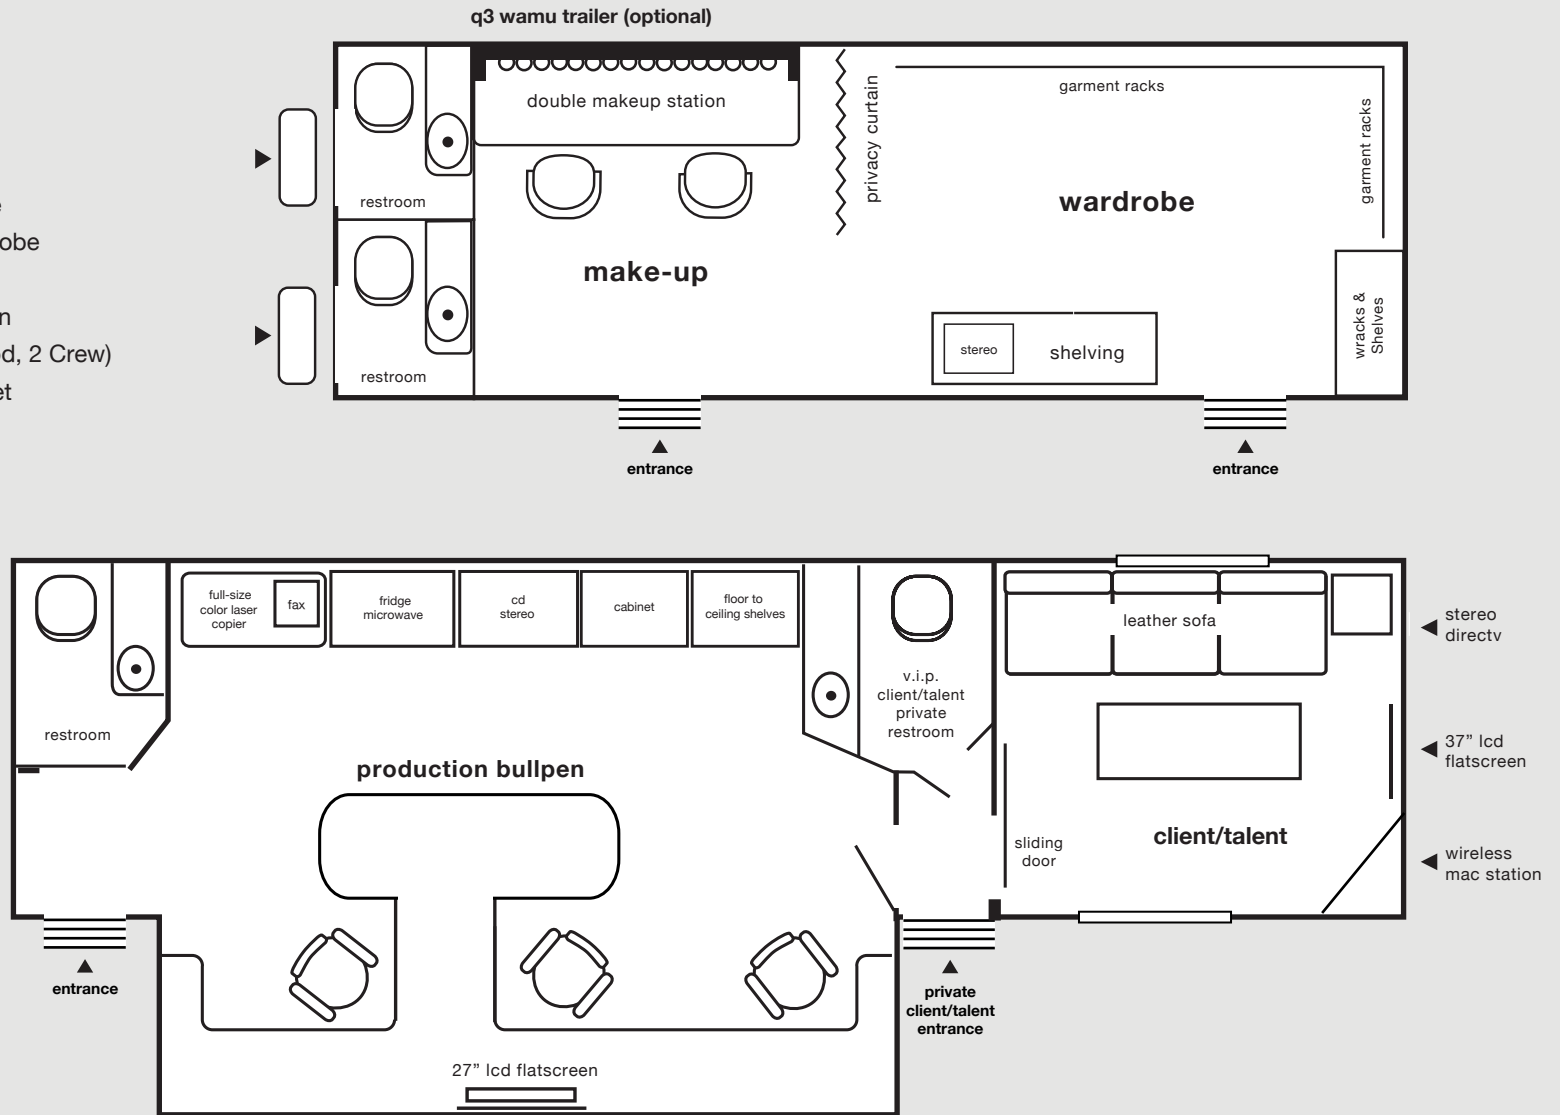 q3 wamu trailer (optional)
double makeup station
privacy curtain
garment racks
garment racks
wardrobe
restroom
make-up
restroom
stereo
shelving
wracks &
Shelves
entrance
entrance
obe
n
d, 2 Crew)
et
full-size
color laser
copier
fax
fridge
microwave
cd
stereo
cabinet
floor to
ceiling shelves
restroom
v.i.p.
client/talent
private
restroom
leather sofa
stereo
directv
37” lcd
flatscreen
wireless
mac station
production bullpen
sliding
door
client/talent
entrance
private
client/talent
entrance
27” lcd flatscreen